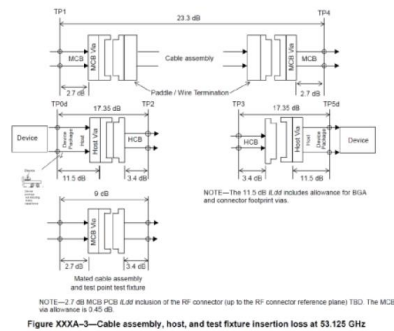 TP1
TP4
23.3 dB
MCB
MCB Via
Cable assembly
MCB Via
MCB
2.7 dB
Paddle / Wire Termination
2.7 dB
TP0d
TP2
TP3
TP5d
17.35 dB
17.35 dB
Device
Device Package
Host
Host Via
HCB
Host Via
Host
Device Package
Device
11.5 dB
3.4 dB
3.4 dB
11.5 dB
9 dB
NOTE—The 11.5 dB ILdd includes allowance for BGA
and connector footprint vias.
MCB Via
2.7 dB
3.4 dB
Mated cable assembly
and test point test fixture
NOTE—2.7 dB MCB PCB ILdd inclusion of the RF connector (up to the RF connector reference plane) TBD. The MCB
via allowance is 0.45 dB.
Figure XXXA–3—Cable assembly, host, and test fixture insertion loss at 53.125 GHz